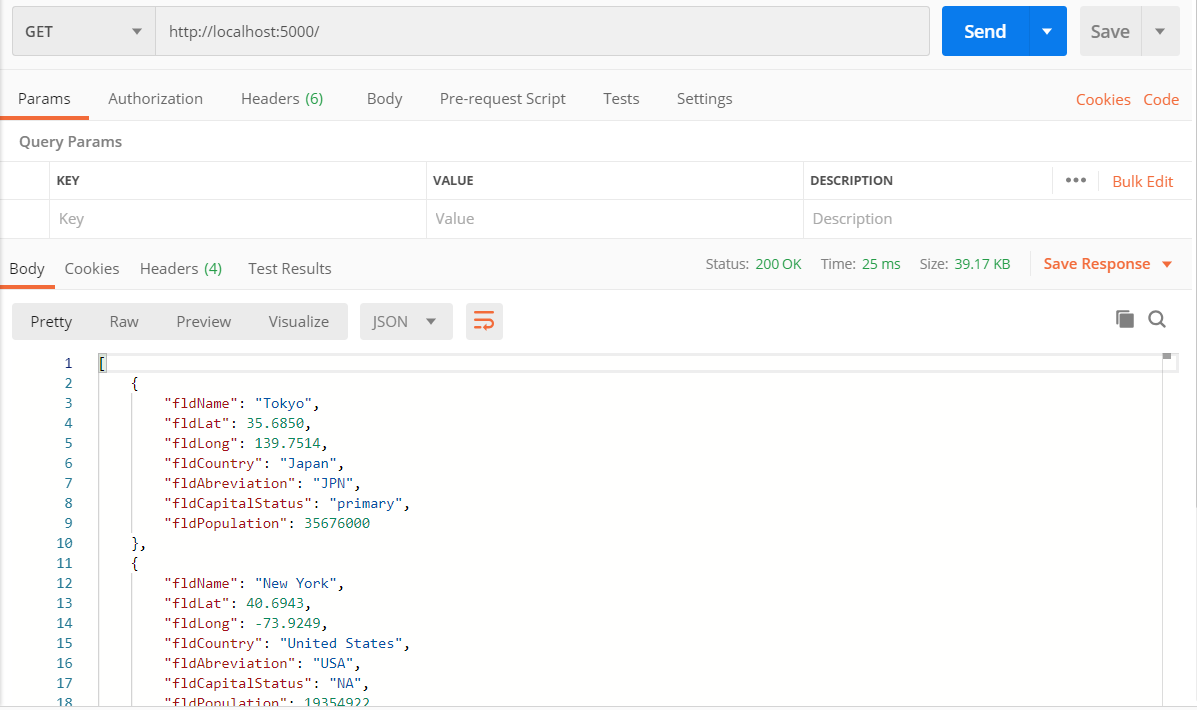 GET http://localhost:5000/ Send Save
Params Authorization Headers (6) Body Pre-request Script Tests Settings Cookies Code
Query Params
KEY VALUE DESCRIPTION ••• Bulk Edit
Key Value Description
Body Cookies Headers (4) Test Results Status: 200 OK Time: 25 ms Size: 39.17 KB Save Response
Pretty Raw Preview Visualize JSON
1 [
2 {
3 "fldName": "Tokyo",
4 "fldLat": 35.6850,
5 "fldLong": 139.7514,
6 "fldCountry": "Japan",
7 "fldAbreviation": "JPN",
8 "fldCapitalStatus": "primary",
9 "fldPopulation": 35676000
10 },
11 {
12 "fldName": "New York",
13 "fldLat": 40.6943,
14 "fldLong": -73.9249,
15 "fldCountry": "United States",
16 "fldAbreviation": "USA",
17 "fldCapitalStatus": "NA",
18 "fldPopulation": 19354922